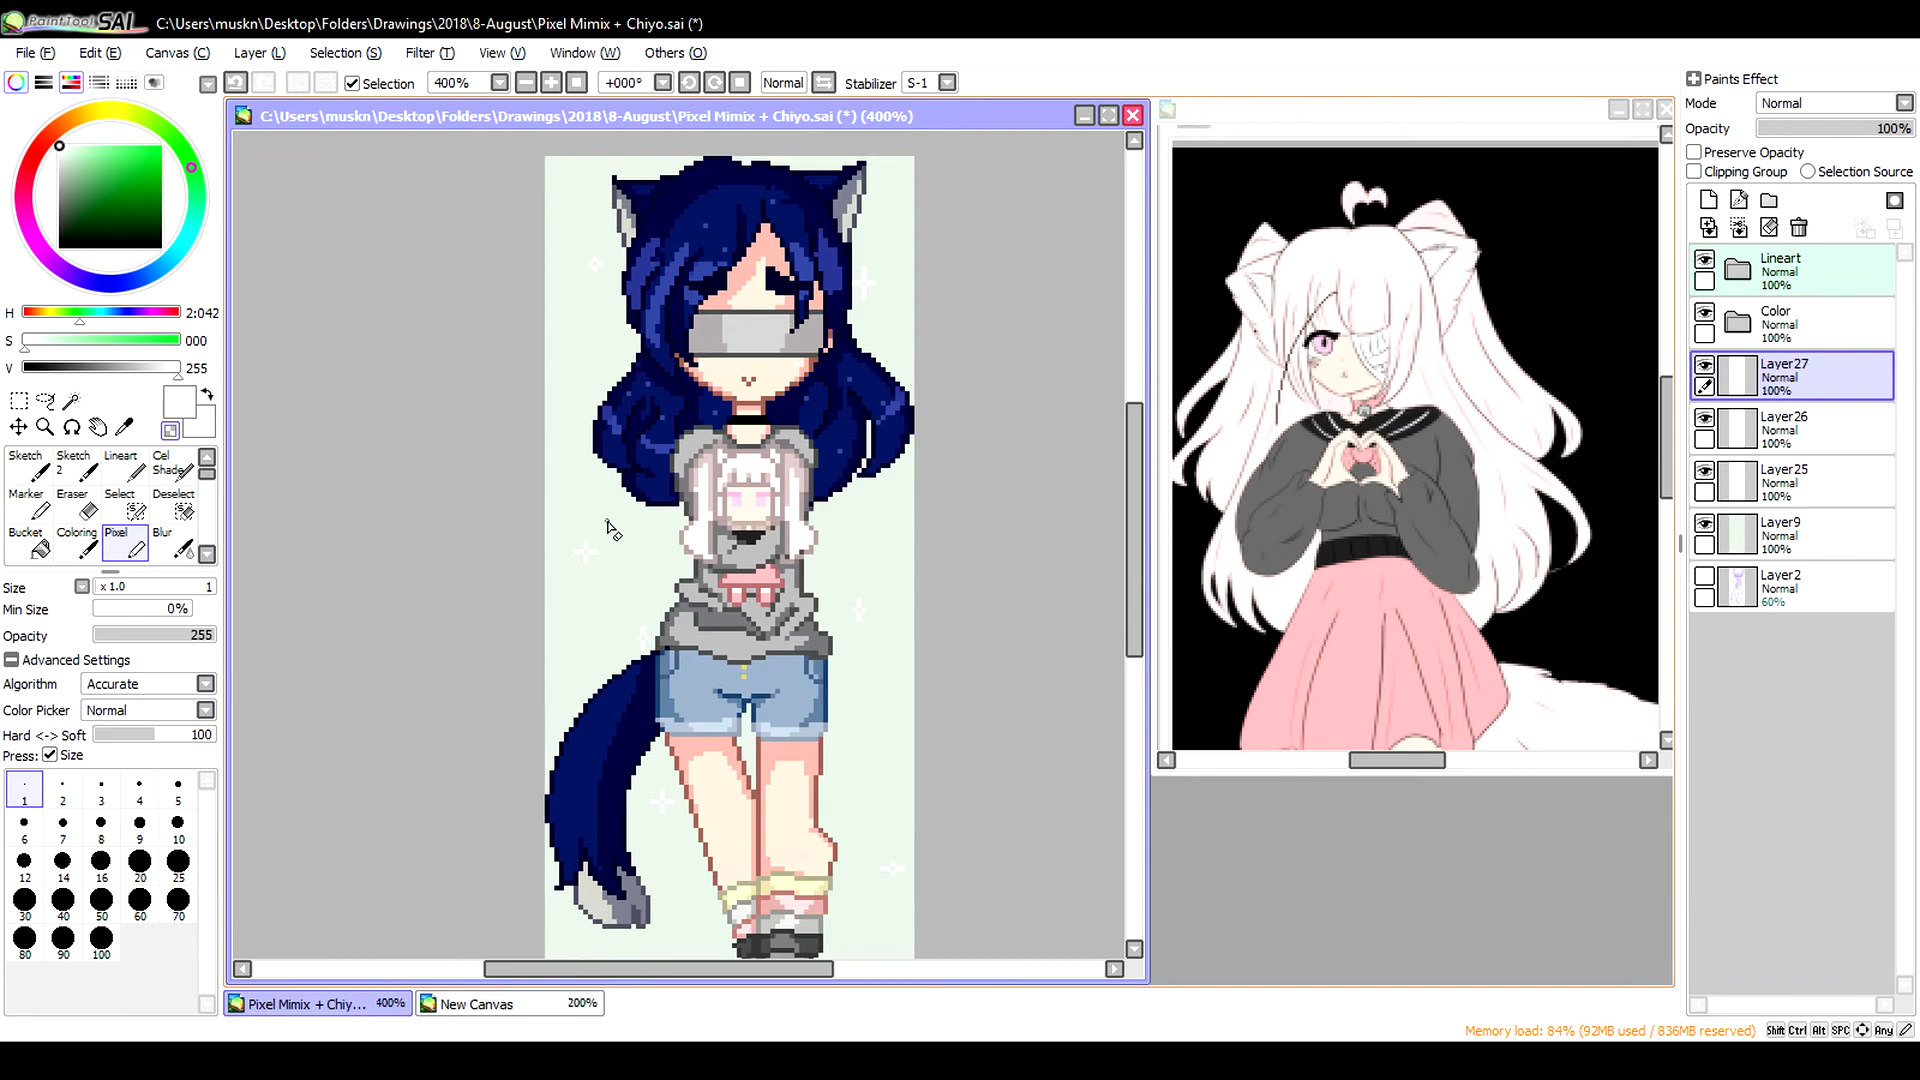 PaintTool SAI C:\Users\muskn\Desktop\Folders\Drawings\2018\8-August\Pixel Mimix + Chiyo.sai (*)
File (F) Edit (E) Canvas (C) Layer (L) Selection (S) Filter (T) View (V) Window (W) Others (O)
Selection 400% +000° Normal Stabilizer S-1
C:\Users\muskn\Desktop\Folders\Drawings\2018\8-August\Pixel Mimix + Chiyo.sai (*) (400%)
H 2:042
S 000
V 255
Sketch Sketch 2 Lineart Cel Shade
Marker Eraser Select Deselect
Bucket Coloring Pixel Blur
Size x 1.0 1
Min Size 0%
Opacity 255
Advanced Settings
Algorithm Accurate
Color Picker Normal
Hard <-> Soft 100
Press: Size
1 2 3 4 5
6 7 8 9 10
12 14 16 20 25
30 40 50 60 70
80 90 100
Pixel Mimix + Chiy... 400% New Canvas 200%
Paints Effect
Mode Normal
Opacity 100%
Preserve Opacity
Clipping Group Selection Source
Lineart
Normal
100%
Color
Normal
100%
Layer27
Normal
100%
Layer26
Normal
100%
Layer25
Normal
100%
Layer9
Normal
100%
Layer2
Normal
60%
Memory load: 84% (92MB used / 836MB reserved) Shift Ctrl Alt SPC Any